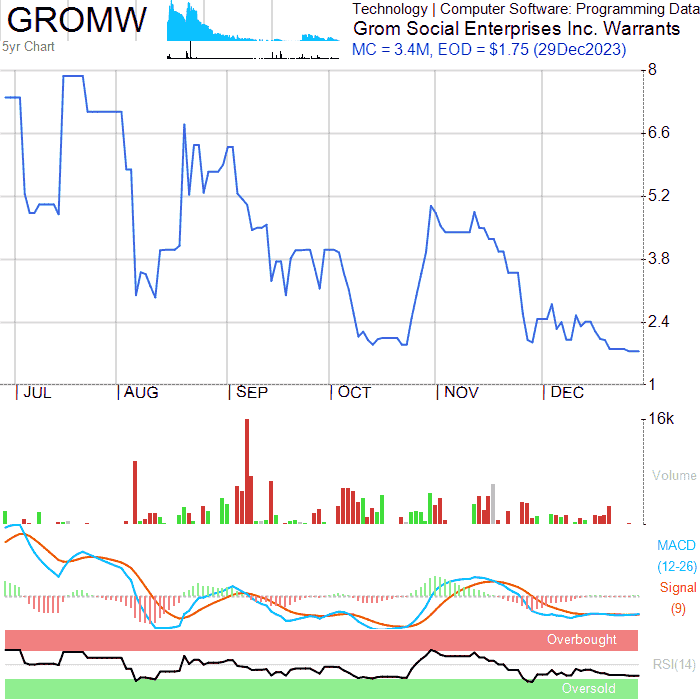 GROMW
5yr Chart
Technology | Computer Software: Programming Data
Grom Social Enterprises Inc. Warrants
MC = 3.4M, EOD = $1.75 (29Dec2023)
8
6.6
5.2
3.8
2.4
1
JUL AUG SEP OCT NOV DEC
16k
Volume
MACD
(12-26)
Signal
(9)
Overbought
RSI(14)
Oversold